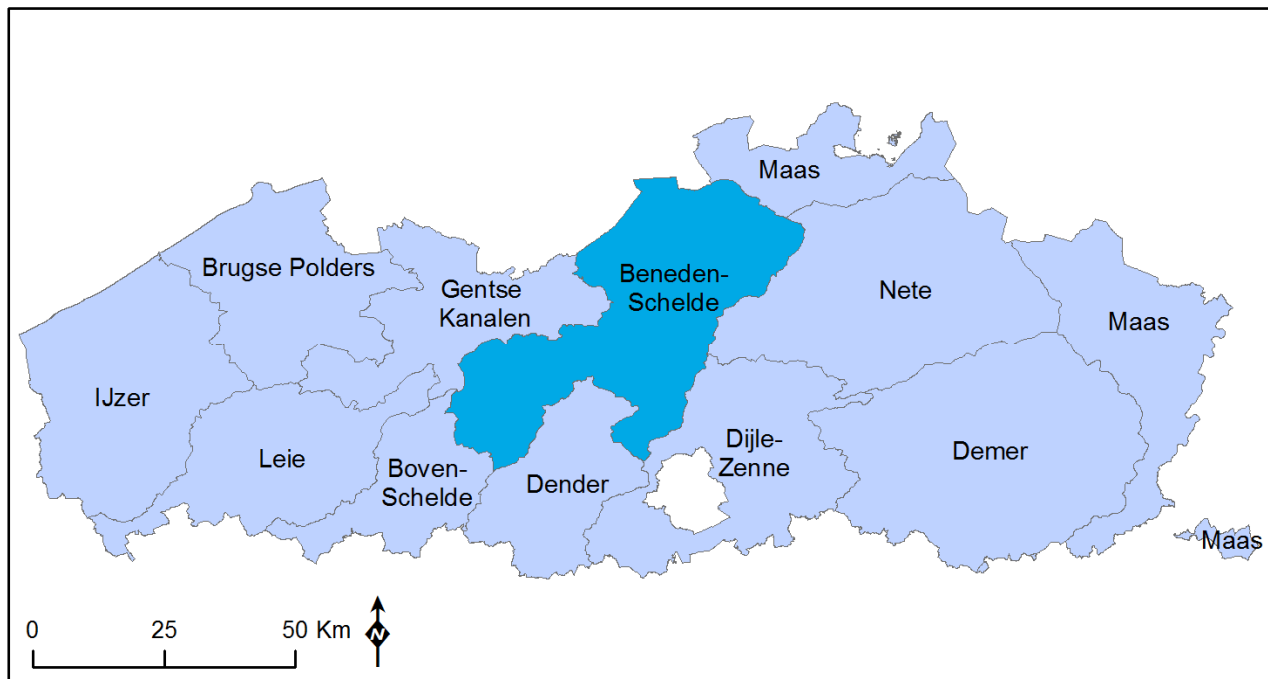 Maas
Brugse Polders
Beneden-
Schelde
Gentse
Kanalen
Nete
Maas
IJzer
Leie
Boven-
Schelde
Dender
Dijle-
Zenne
Demer
Maas
0 25 50 Km
N